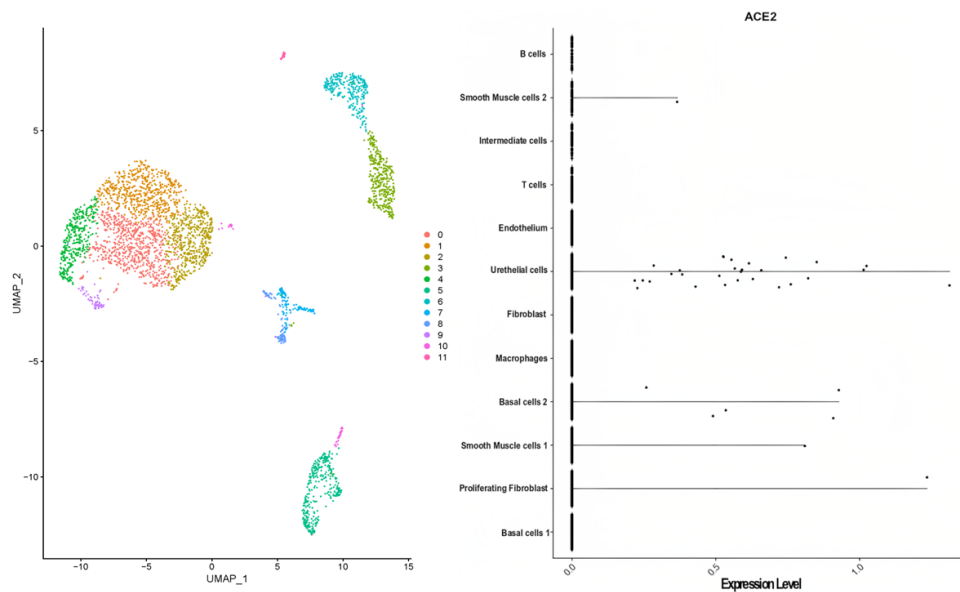 5
0
−5
−10
UMAP_2
−10
−5
0
5
10
15
UMAP_1
0
1
2
3
4
5
6
7
8
9
10
11
ACE2
B cells
Smooth Muscle cells 2
Intermediate cells
T cells
Endothelium
Urethelial cells
Fibroblast
Macrophages
Basal cells 2
Smooth Muscle cells 1
Proliferating Fibroblast
Basal cells 1
0.0
0.5
1.0
Expression Level